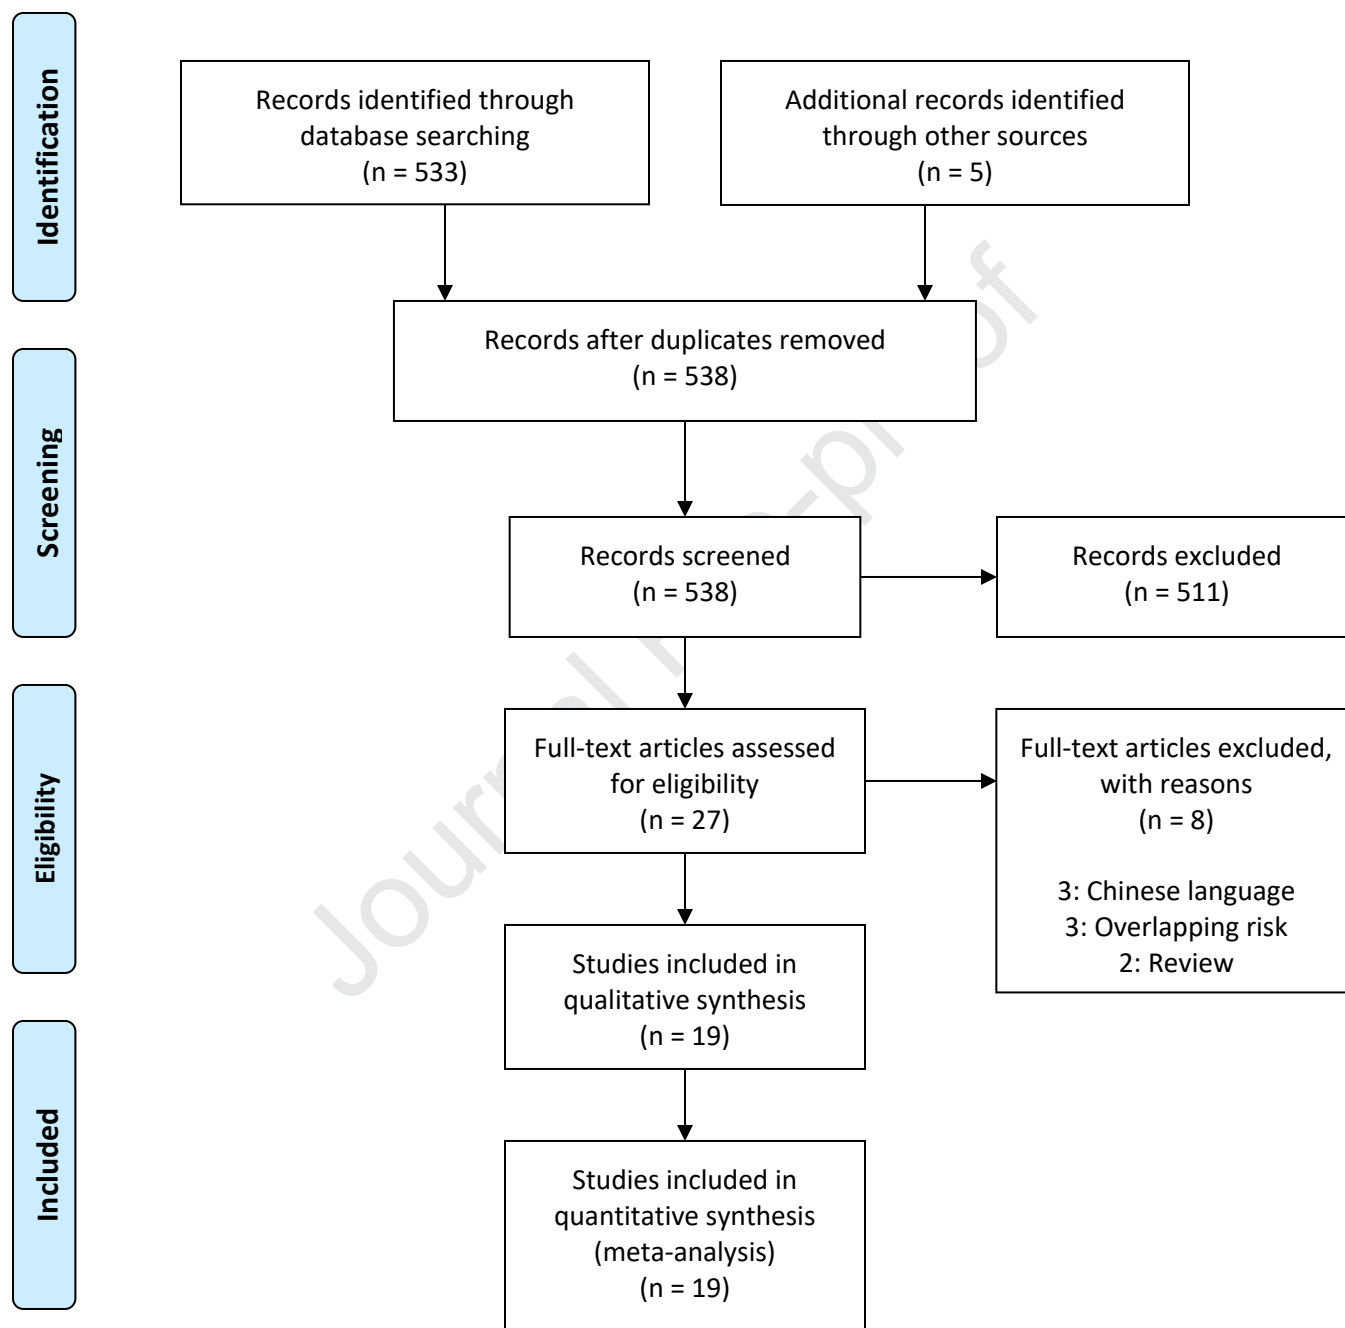 Identification
Records identified through
database searching
(n = 533)
Additional records identified
through other sources
(n = 5)
Records after duplicates removed
(n = 538)
Screening
Records screened
(n = 538)
Records excluded
(n = 511)
Eligibility
Full-text articles assessed
for eligibility
(n = 27)
Full-text articles excluded,
with reasons
(n = 8)
3: Chinese language
3: Overlapping risk
2: Review
Studies included in
qualitative synthesis
(n = 19)
Included
Studies included in
quantitative synthesis
(meta-analysis)
(n = 19)
Journal Pre-proof